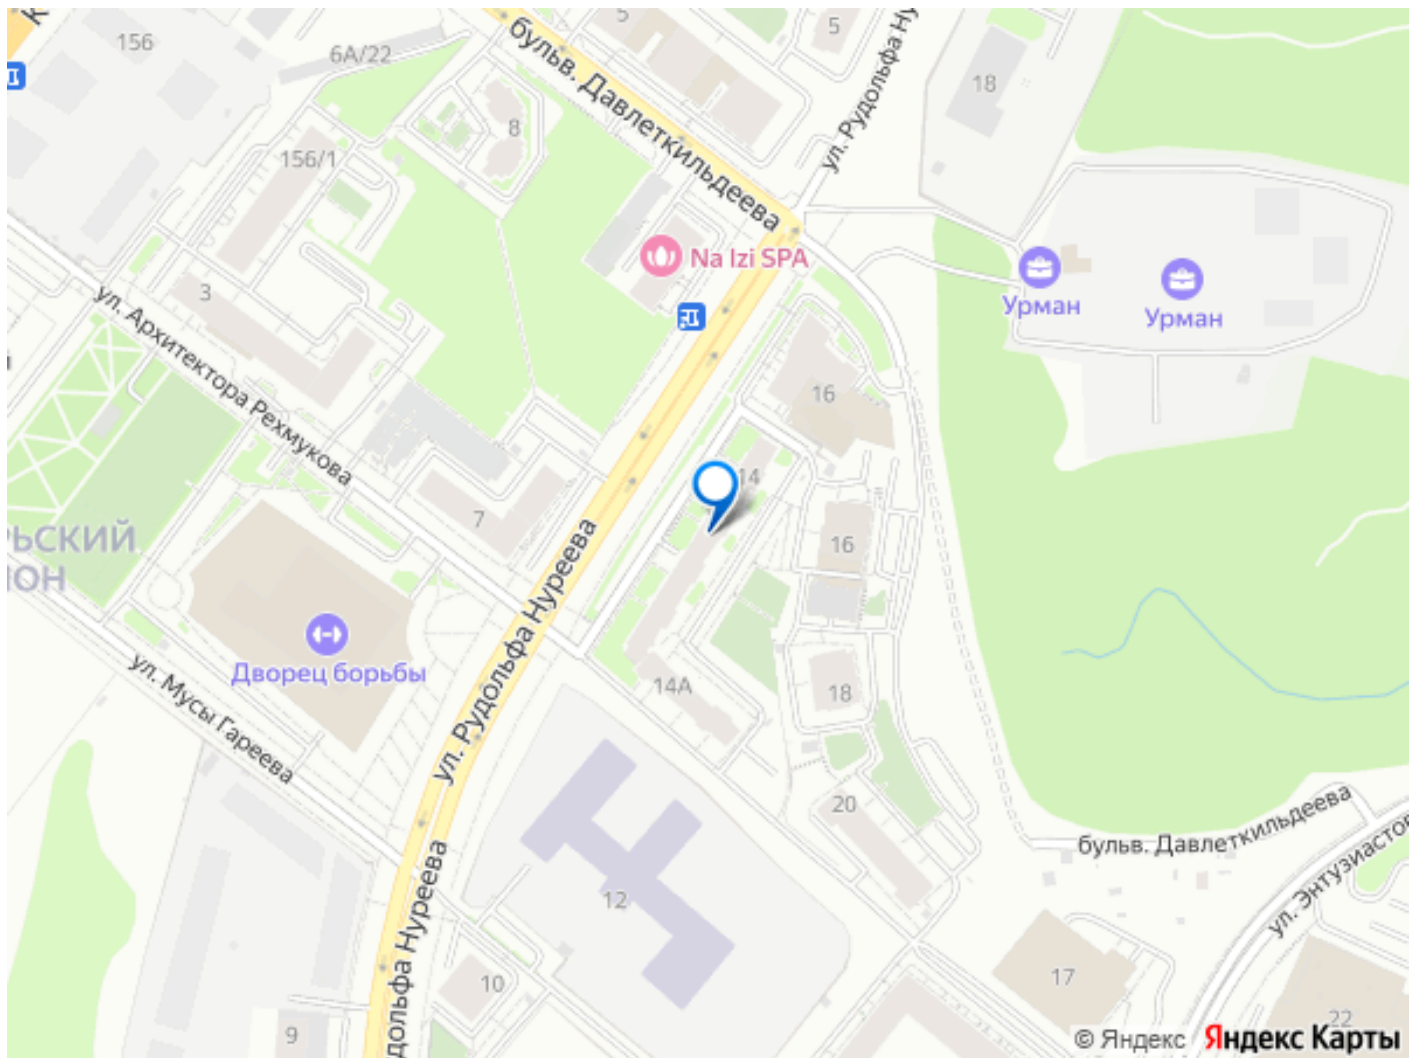 156
6А/22
бульв. Давлеткильдеева
5
5
ул. Рудольфа Ну
18
8
156/1
Na Izi SPA
Урман
Урман
3
ул. Архитектора Рехмукова
16
14
7
16
ЬСКИЙ
ОН
ул. Рудольфа Нуреева
Дворец борьбы
ул. Мусы Гареева
14А
18
20
бульв. Давлеткильдеева
ул. Энтузиастов
12
дольфа Нуреева
10
17
9
22
© Яндекс Яндекс Карты